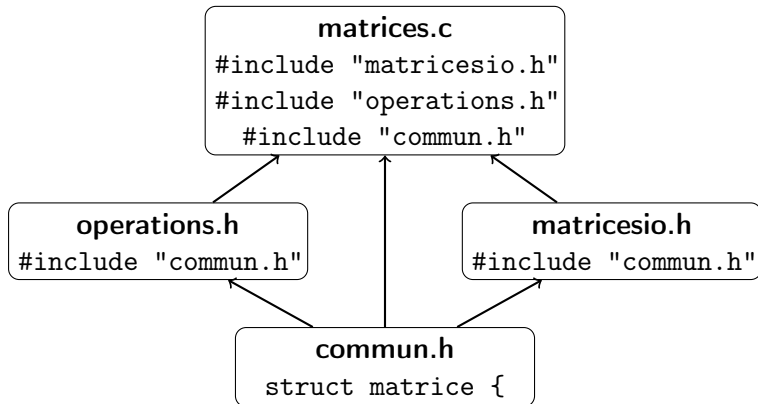 matrices.c
#include "matricesio.h"
#include "operations.h"
#include "commun.h"
operations.h
#include "commun.h"
matricesio.h
#include "commun.h"
commun.h
struct matrice {